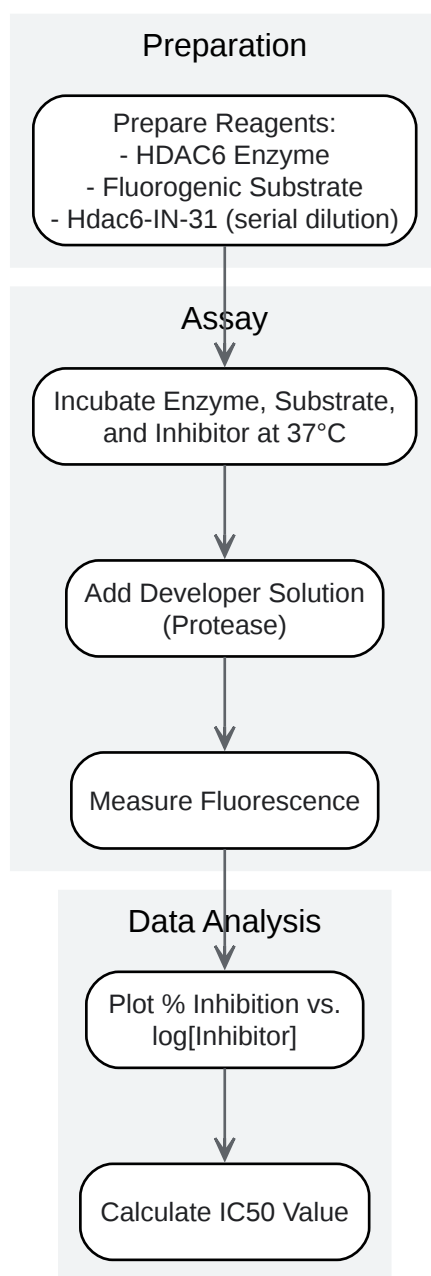 Preparation
Prepare Reagents:
- HDAC6 Enzyme
- Fluorogenic Substrate
- Hdac6-IN-31 (serial dilution)
Assay
Incubate Enzyme, Substrate,
and Inhibitor at 37°C
Add Developer Solution
(Protease)
Measure Fluorescence
Data Analysis
Plot % Inhibition vs.
log[Inhibitor]
Calculate IC50 Value